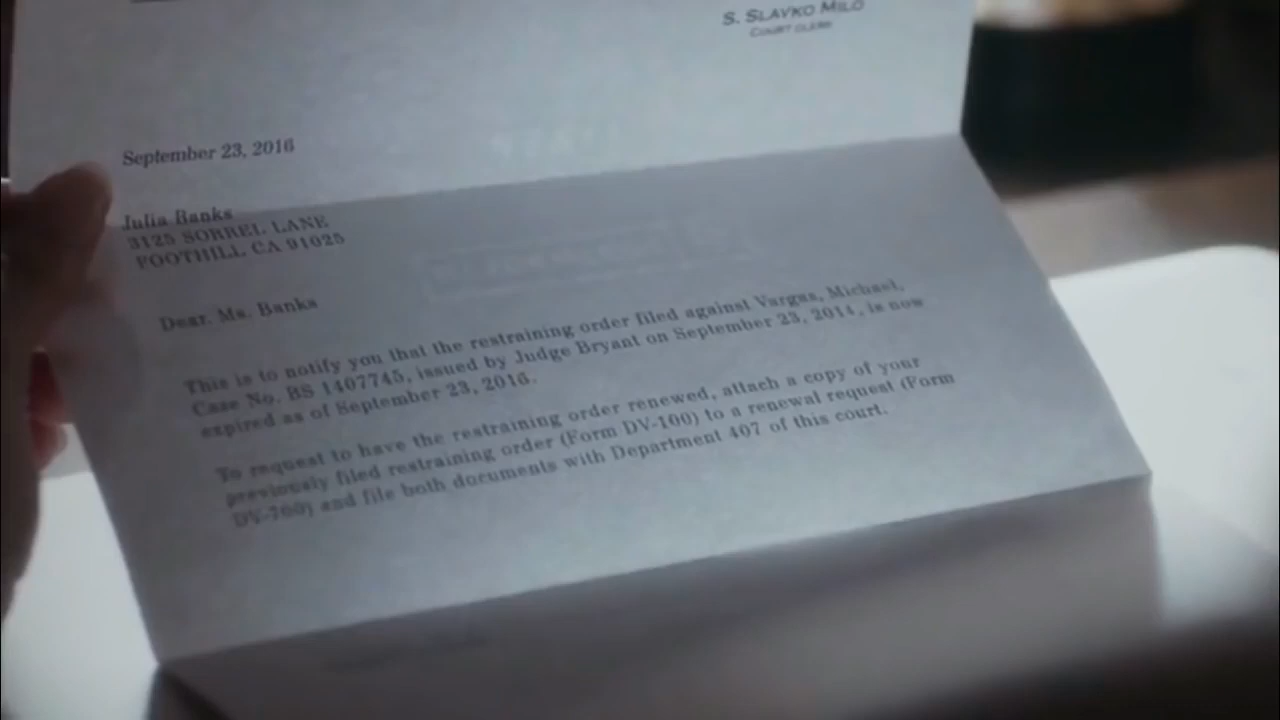 S. SLAVKO MILO
COURT CLERK
September 23, 2016
Julia Banks
3125 SORREL LANE
FOOTHILL CA 91025
Dear. Ms. Banks
This is to notify you that the restraining order filed against Vargas, Michael,
Case No. BS 1407745, issued by Judge Bryant on September 23, 2014, is now
expired as of September 23, 2016.
To request to have the restraining order renewed, attach a copy of your
previously filed restraining order (Form DV-100) to a renewal request (Form
DV-700) and file both documents with Department 407 of this court.